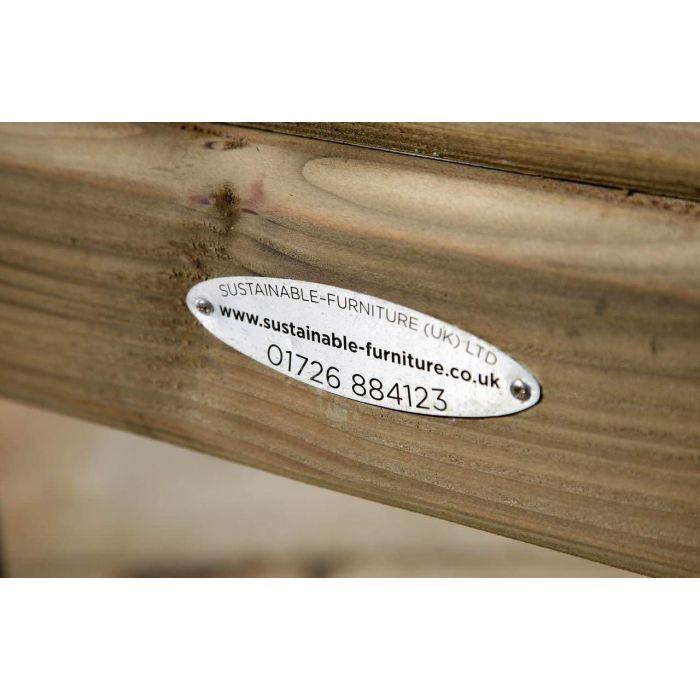 SUSTAINABLE-FURNITURE (UK) LTD
www.sustainable-furniture.co.uk
01726 884123